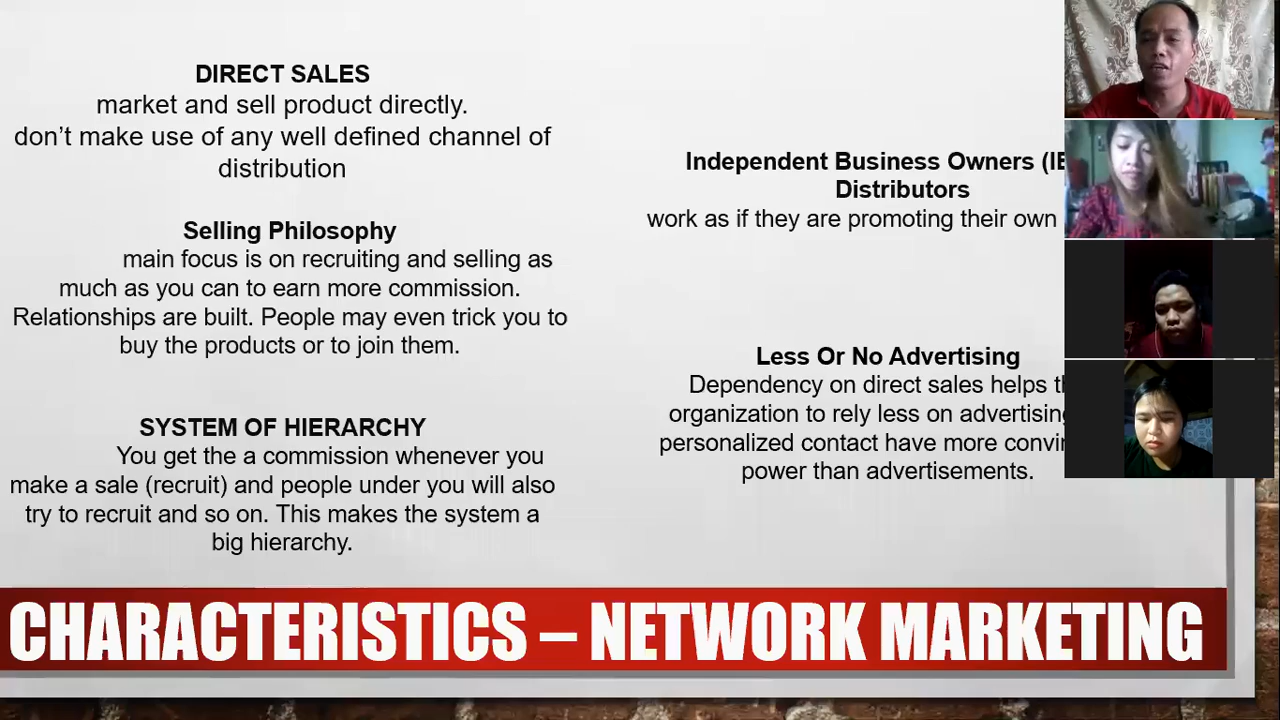 DIRECT SALES
market and sell product directly.
don't make use of any well defined channel of
distribution
Selling Philosophy
main focus is on recruiting and selling as
much as you can to earn more commission.
Relationships are built. People may even trick you to
buy the products or to join them.
SYSTEM OF HIERARCHY
You get the a commission whenever you
make a sale (recruit) and people under you will also
try to recruit and so on. This makes the system a
big hierarchy.
Independent Business Owners
Distributors
work as if they are promoting their own
Less Or No Advertising
Dependency on direct sales helps
organization to rely less on advertising
personalized contact have more
power than advertisements.
CHARACTERISTICS – NETWORK MARKETING